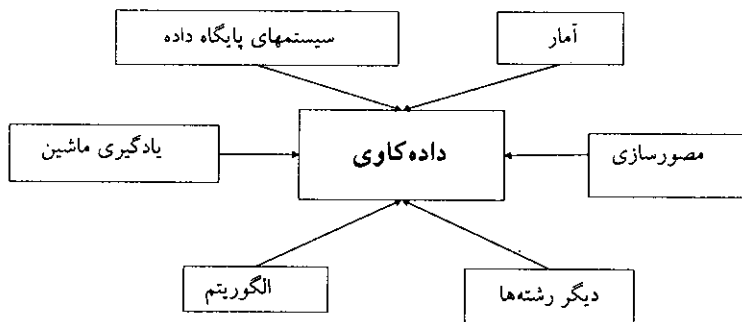 آمار
سیستمهای پایگاه داده
مصورسازی
داده‌کاوی
یادگیری ماشین
دیگر رشته‌ها
الگوریتم